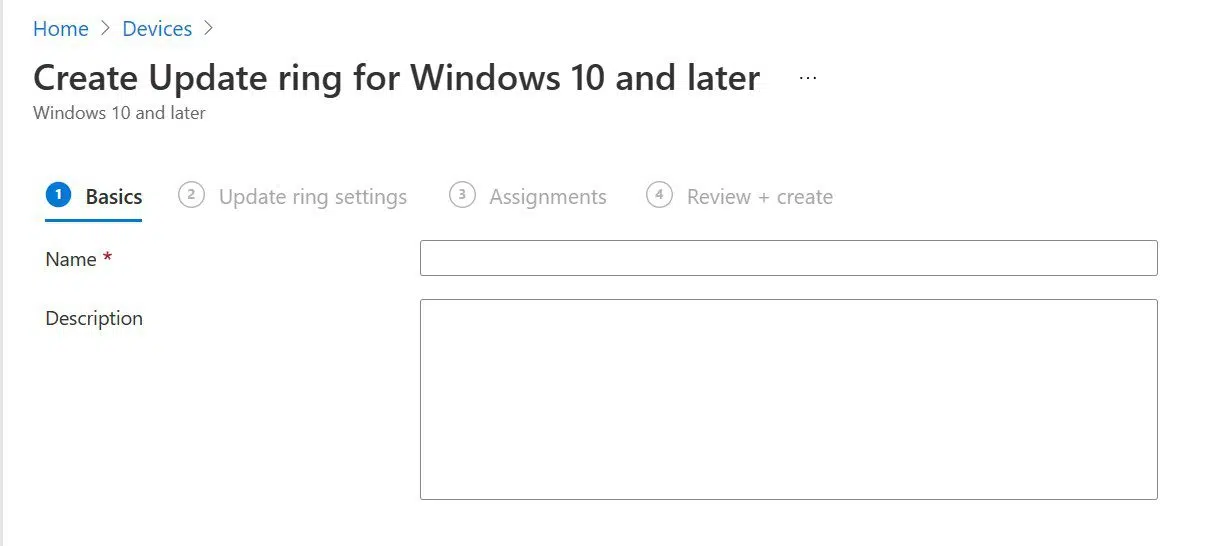 Home > Devices >
Create Update ring for Windows 10 and later ...
Windows 10 and later
1 Basics 2 Update ring settings 3 Assignments 4 Review + create
Name *
Description